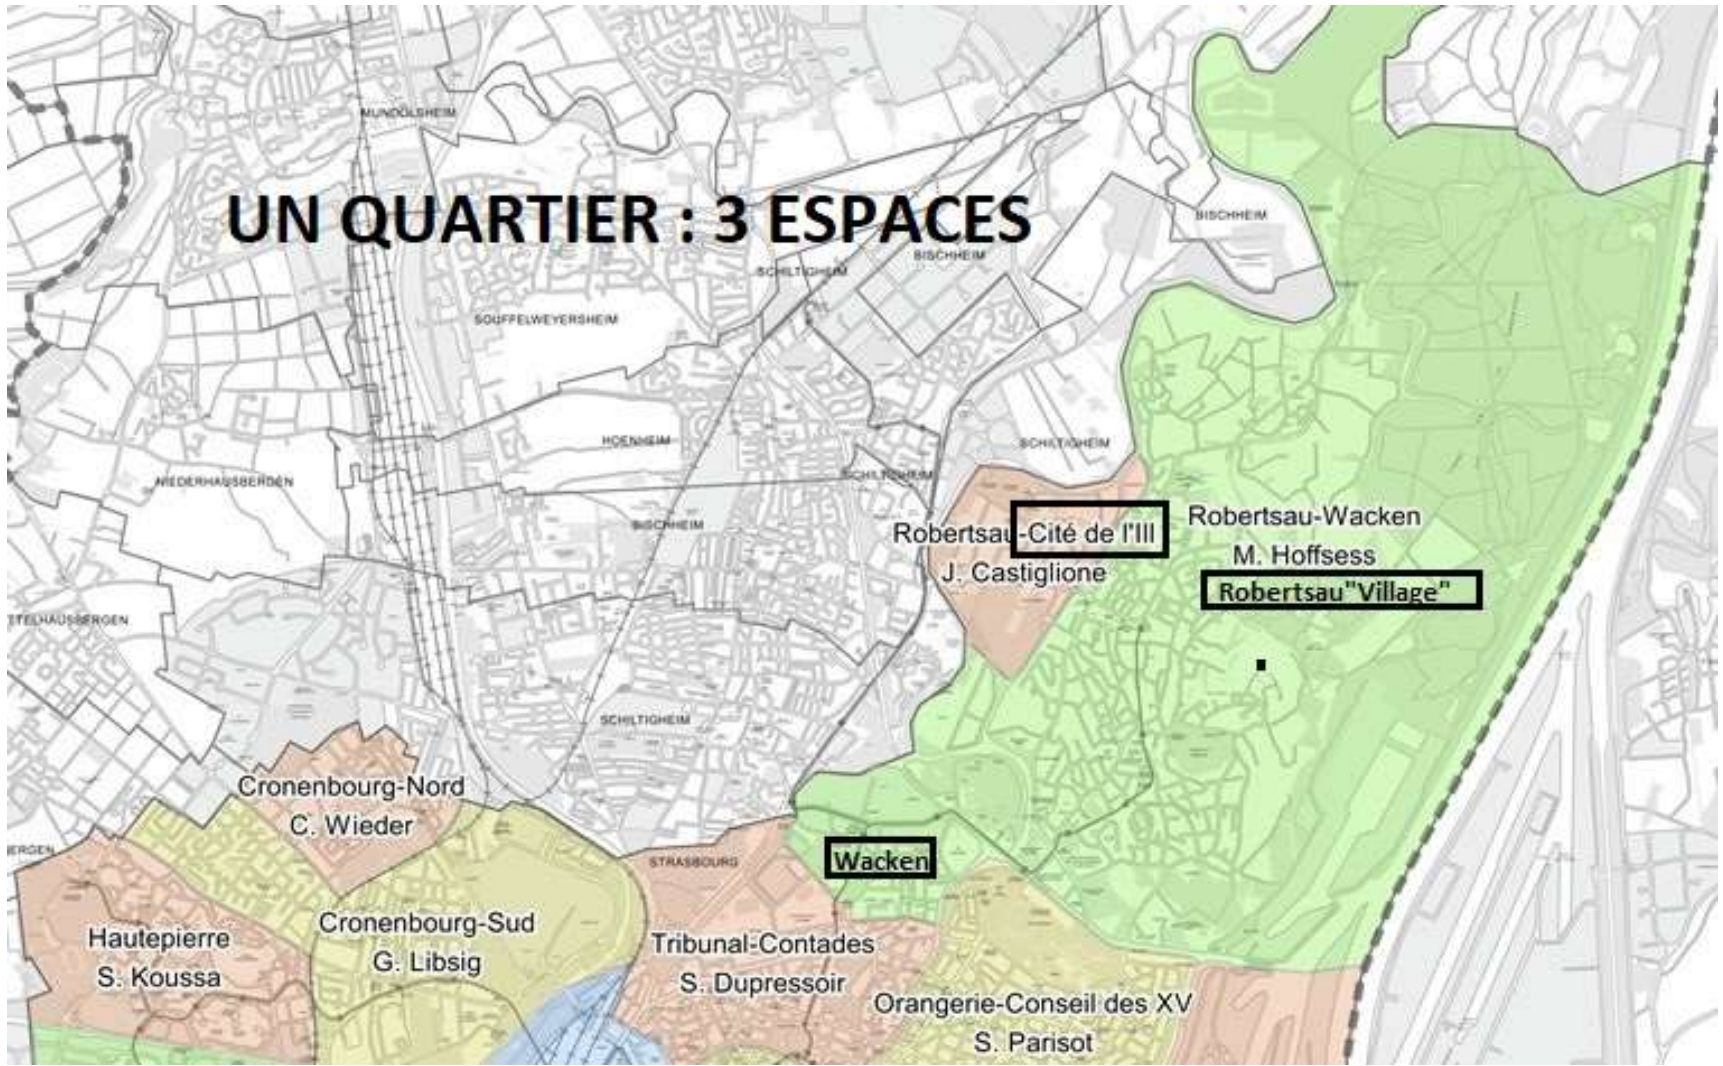 MUNDOLSHEIM
UN QUARTIER : 3 ESPACES
BISCHHEIM
BISCHHEIM
SCHILTIGHEIM
SOUFFELWEYERSHEIM
HOENHEIM
SCHILTIGHEIM
SCHILTIGHEIM
NIEDERHAUSBERGEN
BISCHHEIM
Robertsau-Cité de l'Ill
J. Castiglione
Robertsau-Wacken
M. Hoffsess
Robertsau"Village"
TTELHAUSBERGEN
SCHILTIGHEIM
Cronenbourg-Nord
C. Wieder
ERGEN
STRASBOURG
Wacken
Cronenbourg-Sud
G. Libsig
Hautepierre
S. Koussa
Tribunal-Contades
S. Dupressoir
Orangerie-Conseil des XV
S. Parisot